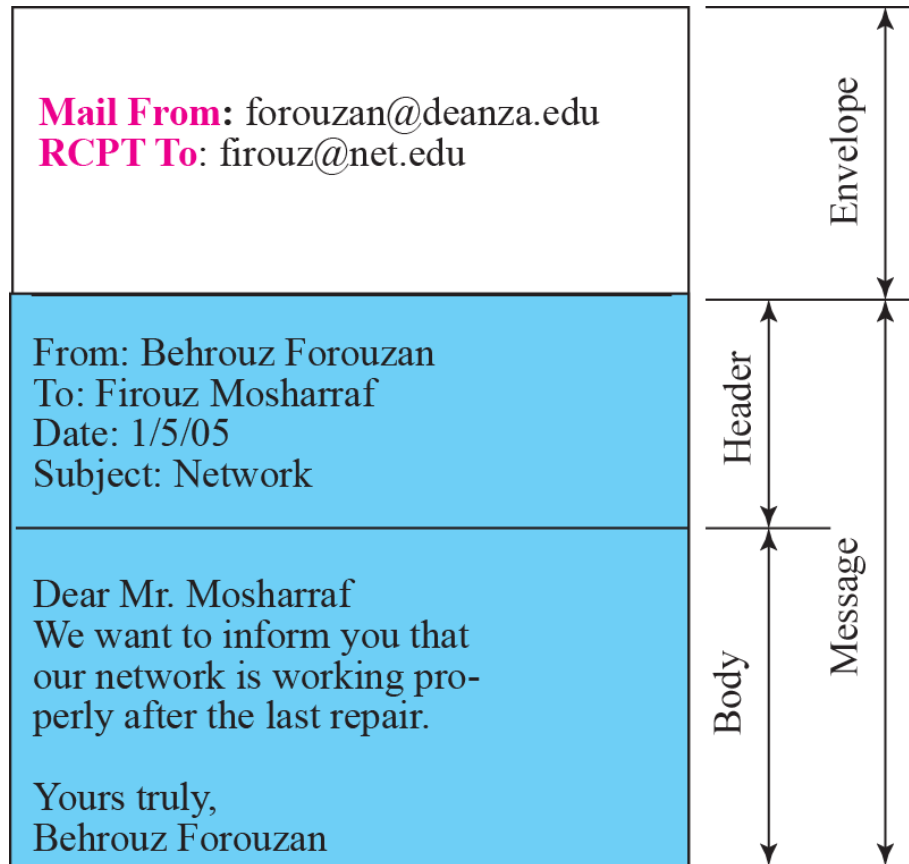 Mail From: forouzan@deanza.edu
RCPT To: firouz@net.edu
Envelope
From: Behrouz Forouzan
To: Firouz Mosharraf
Date: 1/5/05
Subject: Network
Header
Dear Mr. Mosharraf
We want to inform you that
our network is working pro-
perly after the last repair.
Yours truly,
Behrouz Forouzan
Body
Message